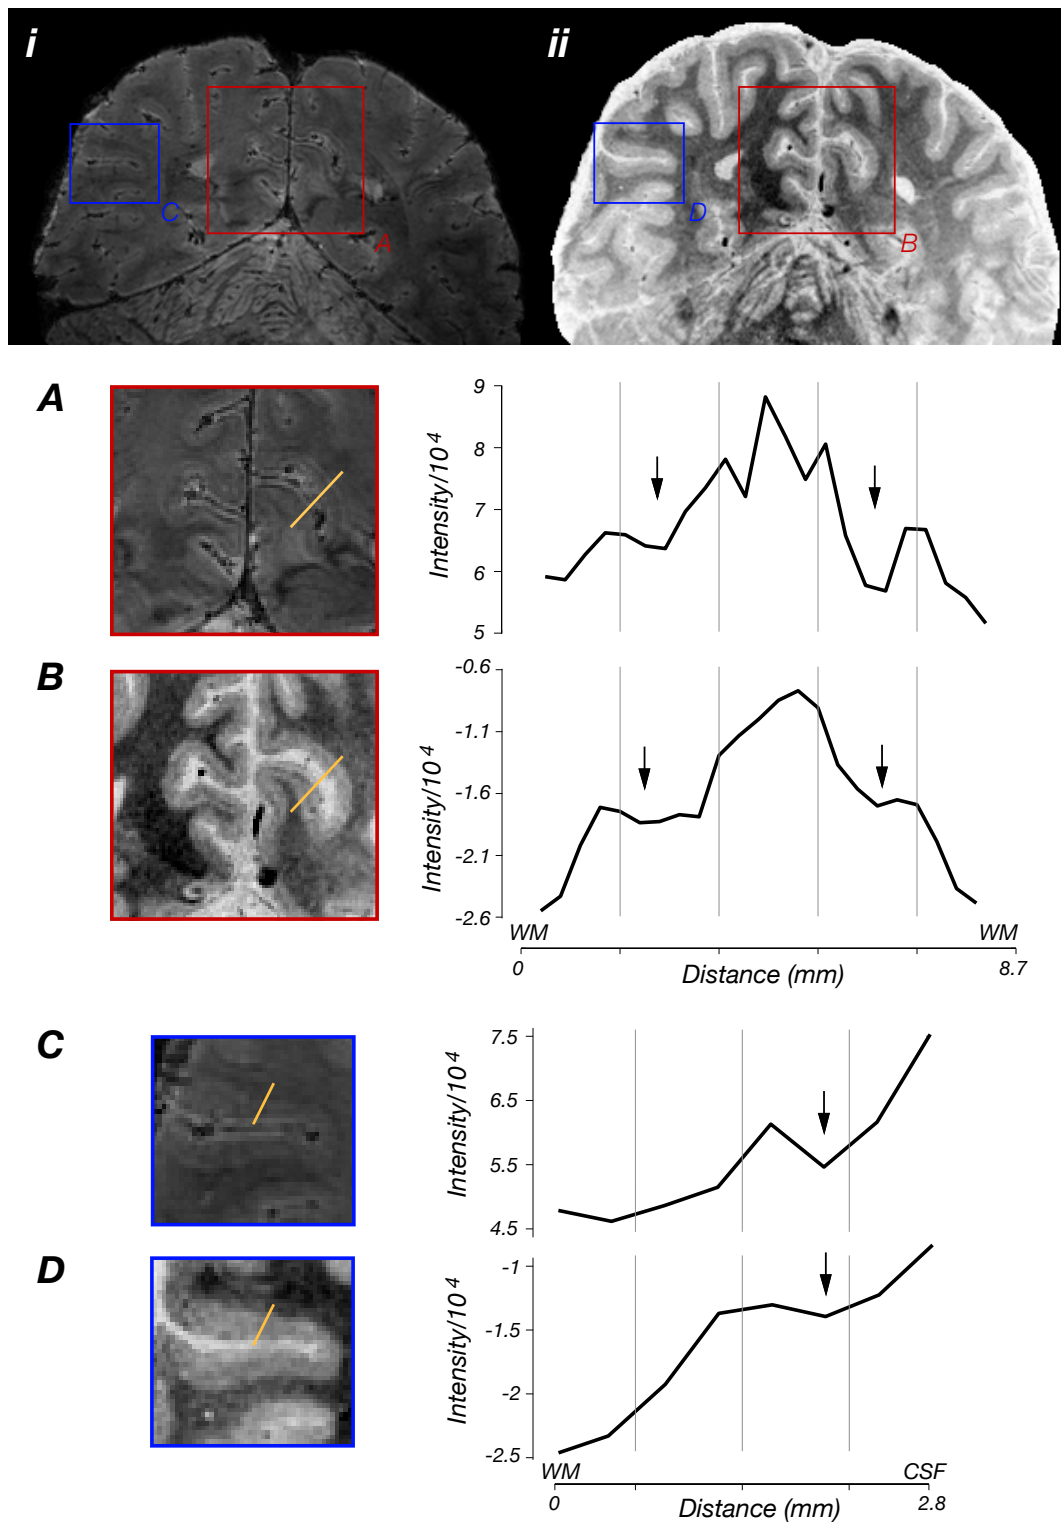 i
ii
C
A
D
B
A
Intensity/10⁴
9
8
7
6
5
B
Intensity/10⁴
-0.6
-1.1
-1.6
-2.1
-2.6
WM
WM
0
Distance (mm)
8.7
C
Intensity/10⁴
7.5
6.5
5.5
4.5
D
Intensity/10⁴
-1
-1.5
-2
-2.5
WM
CSF
0
Distance (mm)
2.8